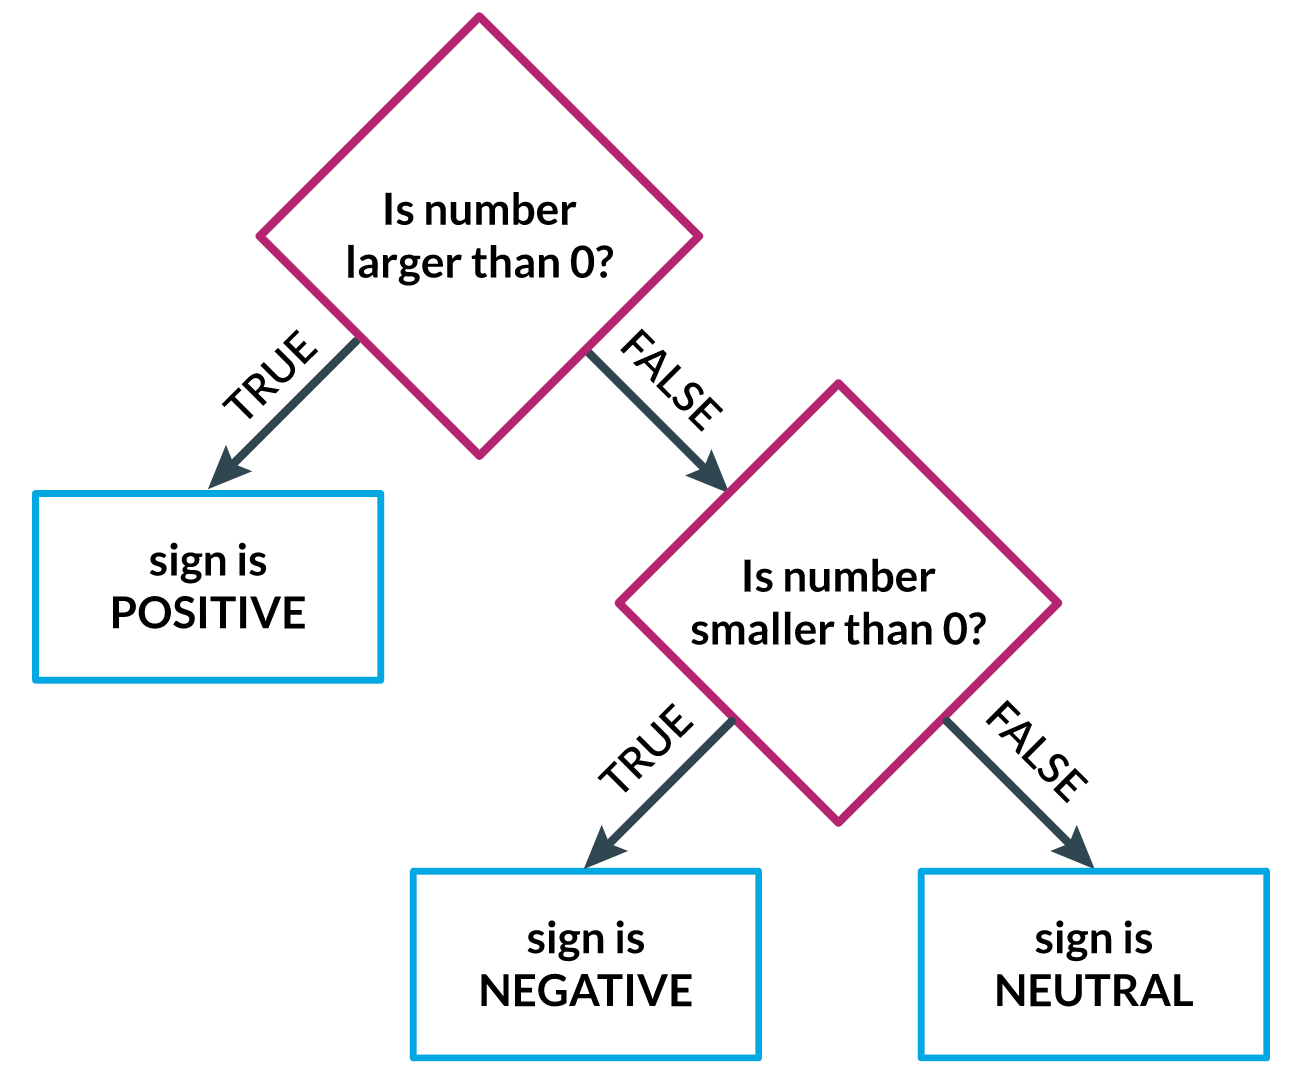 Is number
larger than 0?
TRUE
FALSE
sign is
POSITIVE
Is number
smaller than 0?
TRUE
FALSE
sign is
NEGATIVE
sign is
NEUTRAL